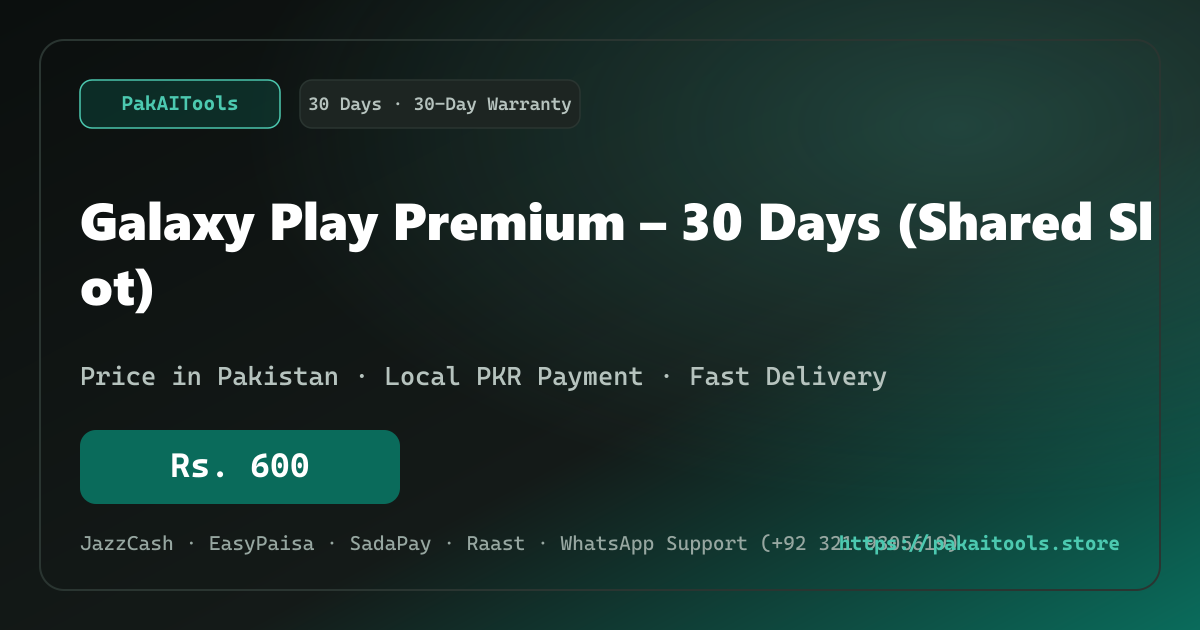 PakAITools
30 Days · 30-Day Warranty
Galaxy Play Premium – 30 Days (Shared Sl
ot)
Price in Pakistan · Local PKR Payment · Fast Delivery
Rs. 600
JazzCash · EasyPaisa · SadaPay · Raast · WhatsApp Support (+92 321
https://pakaitools.store